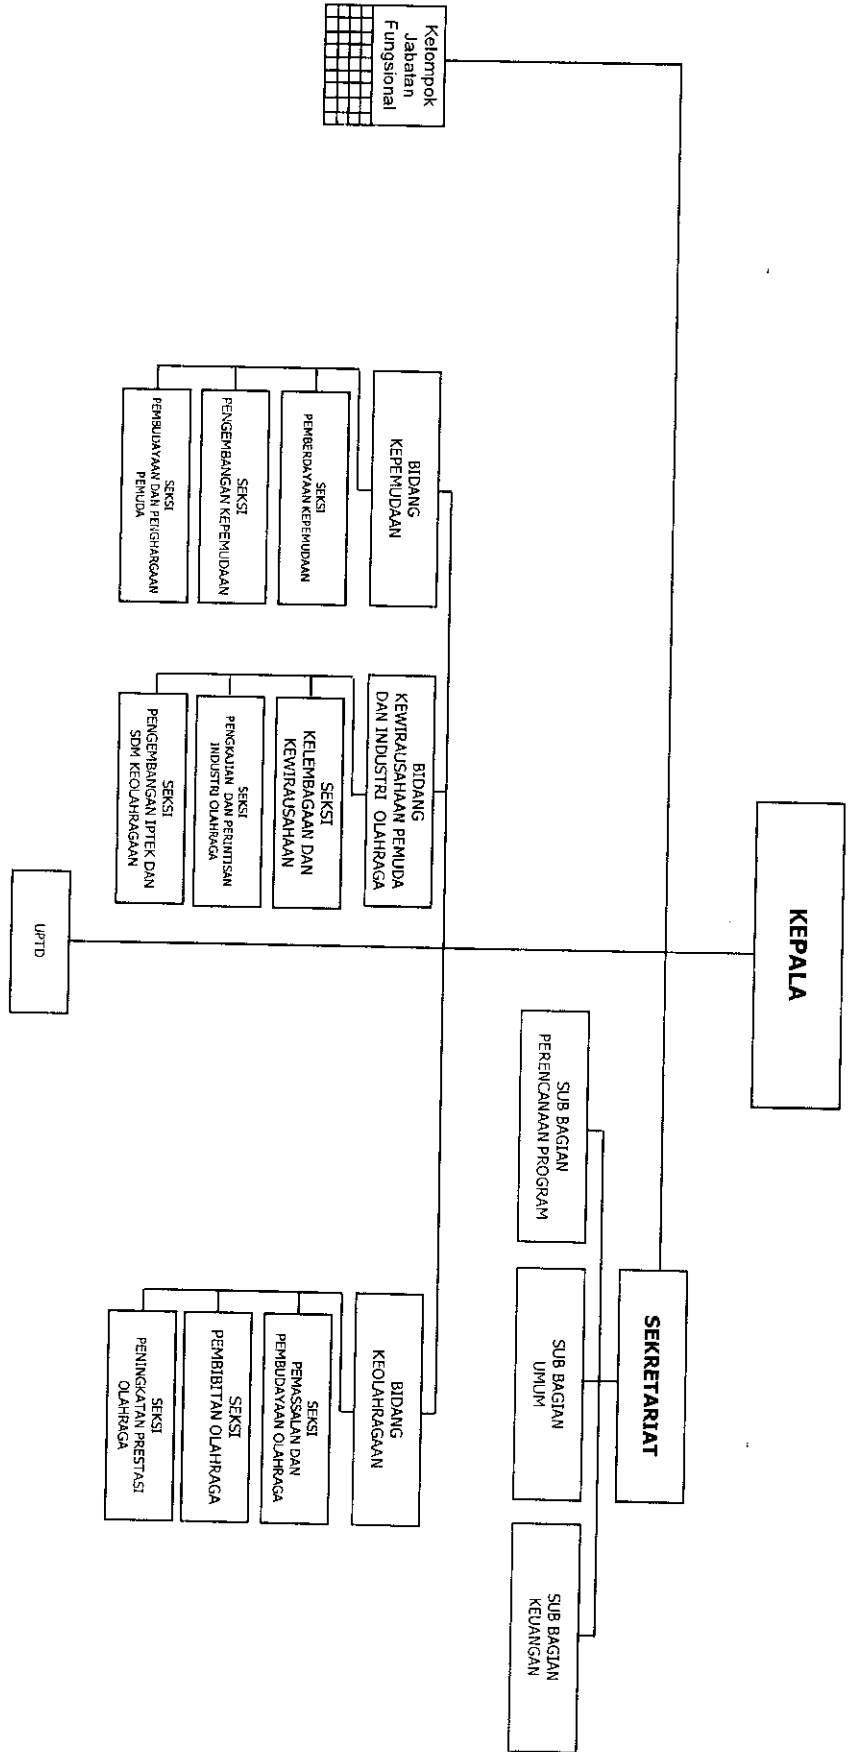 KEPALA
Kelompok
Jabatan
Fungsional
SEKRETARIAT
SUB BAGIAN
PERENCANAAN PROGRAM
SUB BAGIAN
UMUM
SUB BAGIAN
KEUANGAN
BIDANG
KEPEMUDAAN
SEKSI
PEMBERDAYAAN KEPEMUDAAN
SEKSI
PENGEMBANGAN KEPEMUDAAN
SEKSI
PEMBUDAYAAN DAN PENGHARGAAN
PEMUDA
BIDANG
KEWIRAUSAHAAN PEMUDA
DAN INDUSTRI OLAHRAGA
SEKSI
KELEMBAGAAN DAN
KEWIRAUSAHAAN
SEKSI
PENGKAJIAN DAN PERINTISAN
INDUSTRI OLAHRAGA
SEKSI
PENGEMBANGAN IPTEK DAN
SDM KEOLAHRAGAAN
BIDANG
KEOLAHRAGAAN
SEKSI
PEMASSALAN DAN
PEMBUDAYAAN OLAHRAGA
SEKSI
PEMBIBITAN OLAHRAGA
SEKSI
PENINGKATAN PRESTASI
OLAHRAGA
UPTD